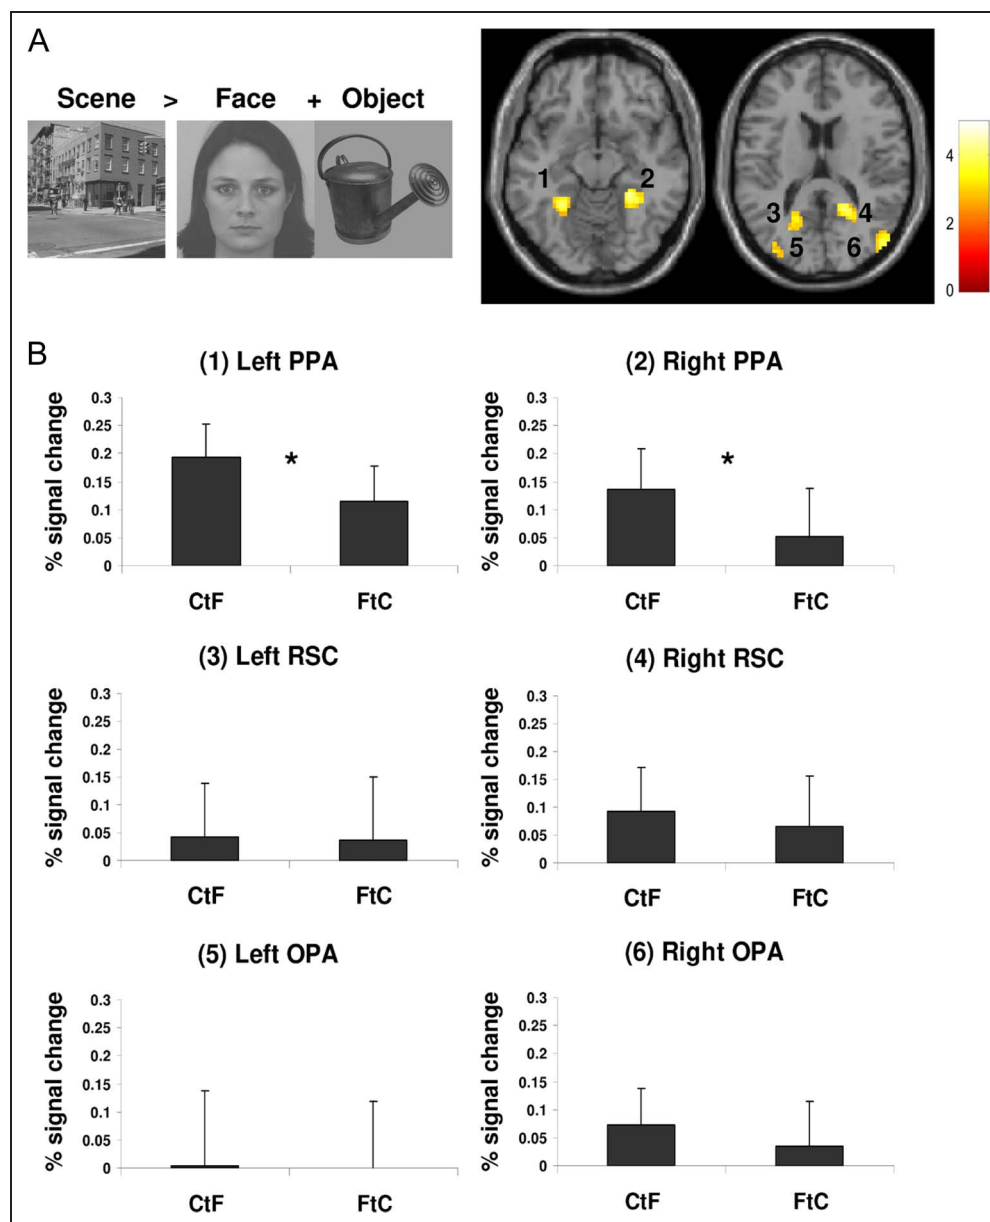 A
Scene > Face + Object
1 2
3 4
5 6
4
2
0
B
(1) Left PPA
% signal change
0.3
0.25
0.2
0.15
0.1
0.05
0
*
CtF FtC
(2) Right PPA
% signal change
0.3
0.25
0.2
0.15
0.1
0.05
0
*
CtF FtC
(3) Left RSC
% signal change
0.3
0.25
0.2
0.15
0.1
0.05
0
CtF FtC
(4) Right RSC
% signal change
0.3
0.25
0.2
0.15
0.1
0.05
0
CtF FtC
(5) Left OPA
% signal change
0.3
0.25
0.2
0.15
0.1
0.05
0
CtF FtC
(6) Right OPA
% signal change
0.3
0.25
0.2
0.15
0.1
0.05
0
CtF FtC